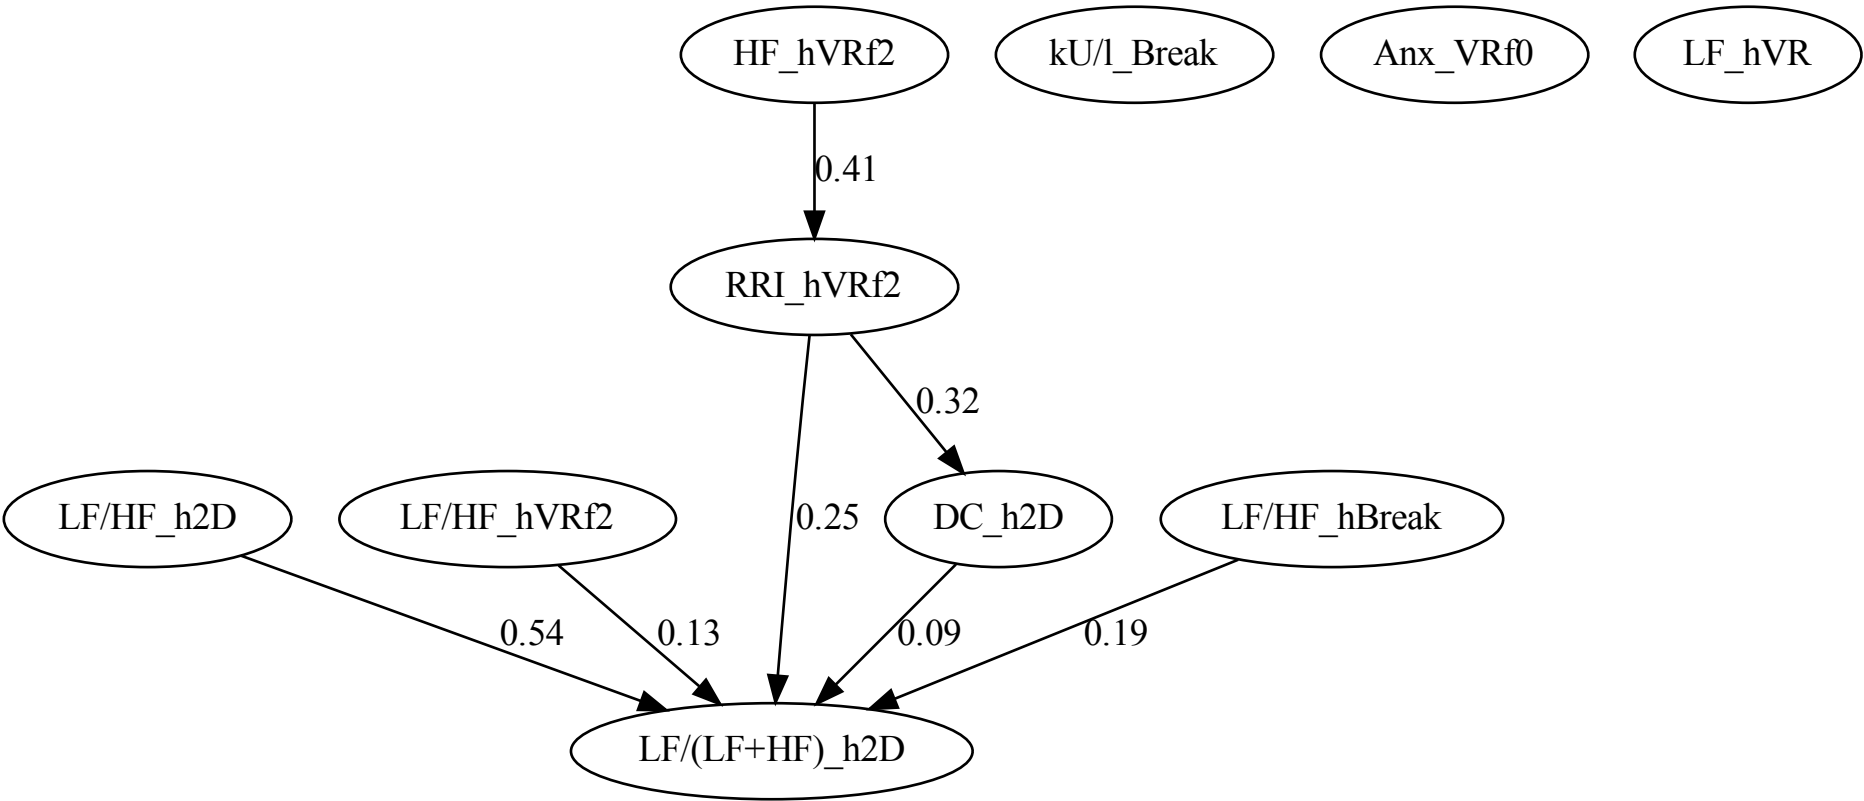 HF_hVRf2
kU/l_Break
Anx_VRf0
LF_hVR
0.41
RRI_hVRf2
0.32
LF/HF_h2D
LF/HF_hVRf2
0.25
DC_h2D
LF/HF_hBreak
0.54
0.13
0.09
0.19
LF/(LF+HF)_h2D